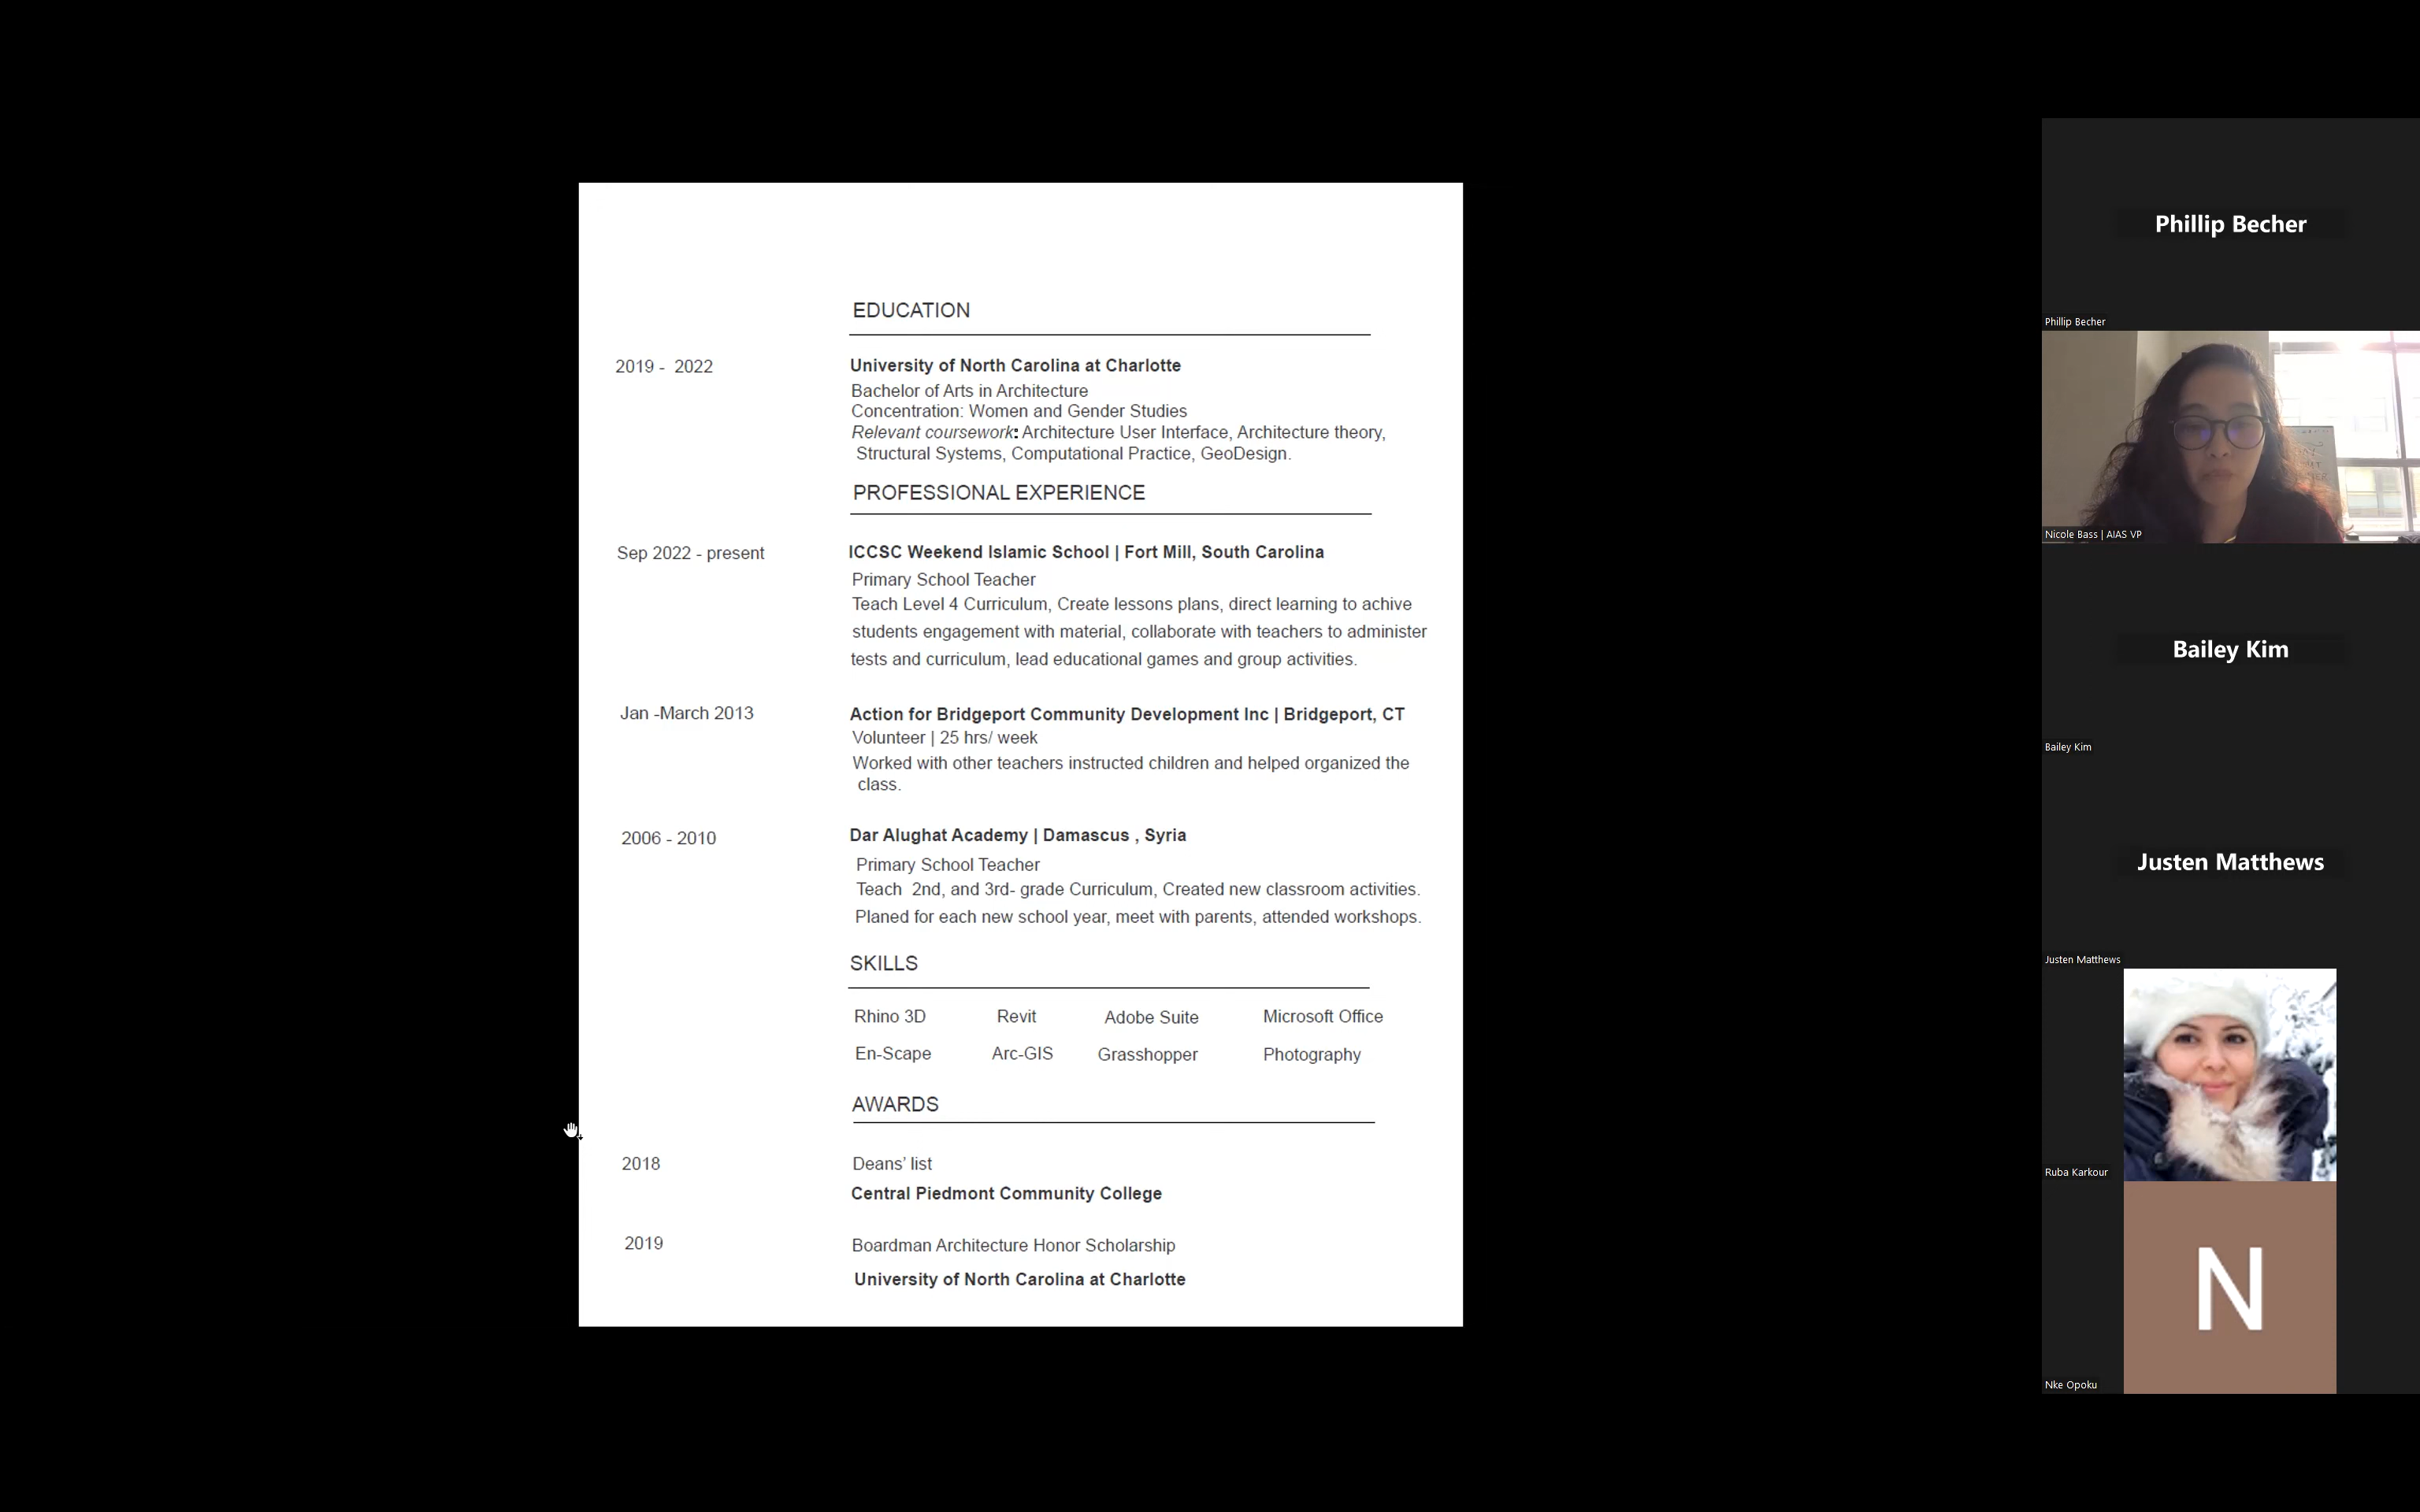 EDUCATION
2019 - 2022
University of North Carolina at Charlotte
Bachelor of Arts in Architecture
Concentration: Women and Gender Studies
Relevant coursework: Architecture User Interface, Architecture theory,
Structural Systems, Computational Practice, GeoDesign.
PROFESSIONAL EXPERIENCE
Sep 2022 - present
ICCSC Weekend Islamic School | Fort Mill, South Carolina
Primary School Teacher
Teach Level 4 Curriculum, Create lessons plans, direct learning to achive
students engagement with material, collaborate with teachers to administer
tests and curriculum, lead educational games and group activities.
Jan -March 2013
Action for Bridgeport Community Development Inc | Bridgeport, CT
Volunteer | 25 hrs/ week
Worked with other teachers instructed children and helped organized the
class.
2006 - 2010
Dar Alughat Academy | Damascus , Syria
Primary School Teacher
Teach 2nd, and 3rd- grade Curriculum, Created new classroom activities.
Planed for each new school year, meet with parents, attended workshops.
SKILLS
Rhino 3D Revit Adobe Suite Microsoft Office
En-Scape Arc-GIS Grasshopper Photography
AWARDS
2018
Deans’ list
Central Piedmont Community College
2019
Boardman Architecture Honor Scholarship
University of North Carolina at Charlotte
Phillip Becher
Phillip Becher
Nicole Bass | AIAS VP
Bailey Kim
Bailey Kim
Justen Matthews
Justen Matthews
Ruba Karkour
N
Nke Opoku